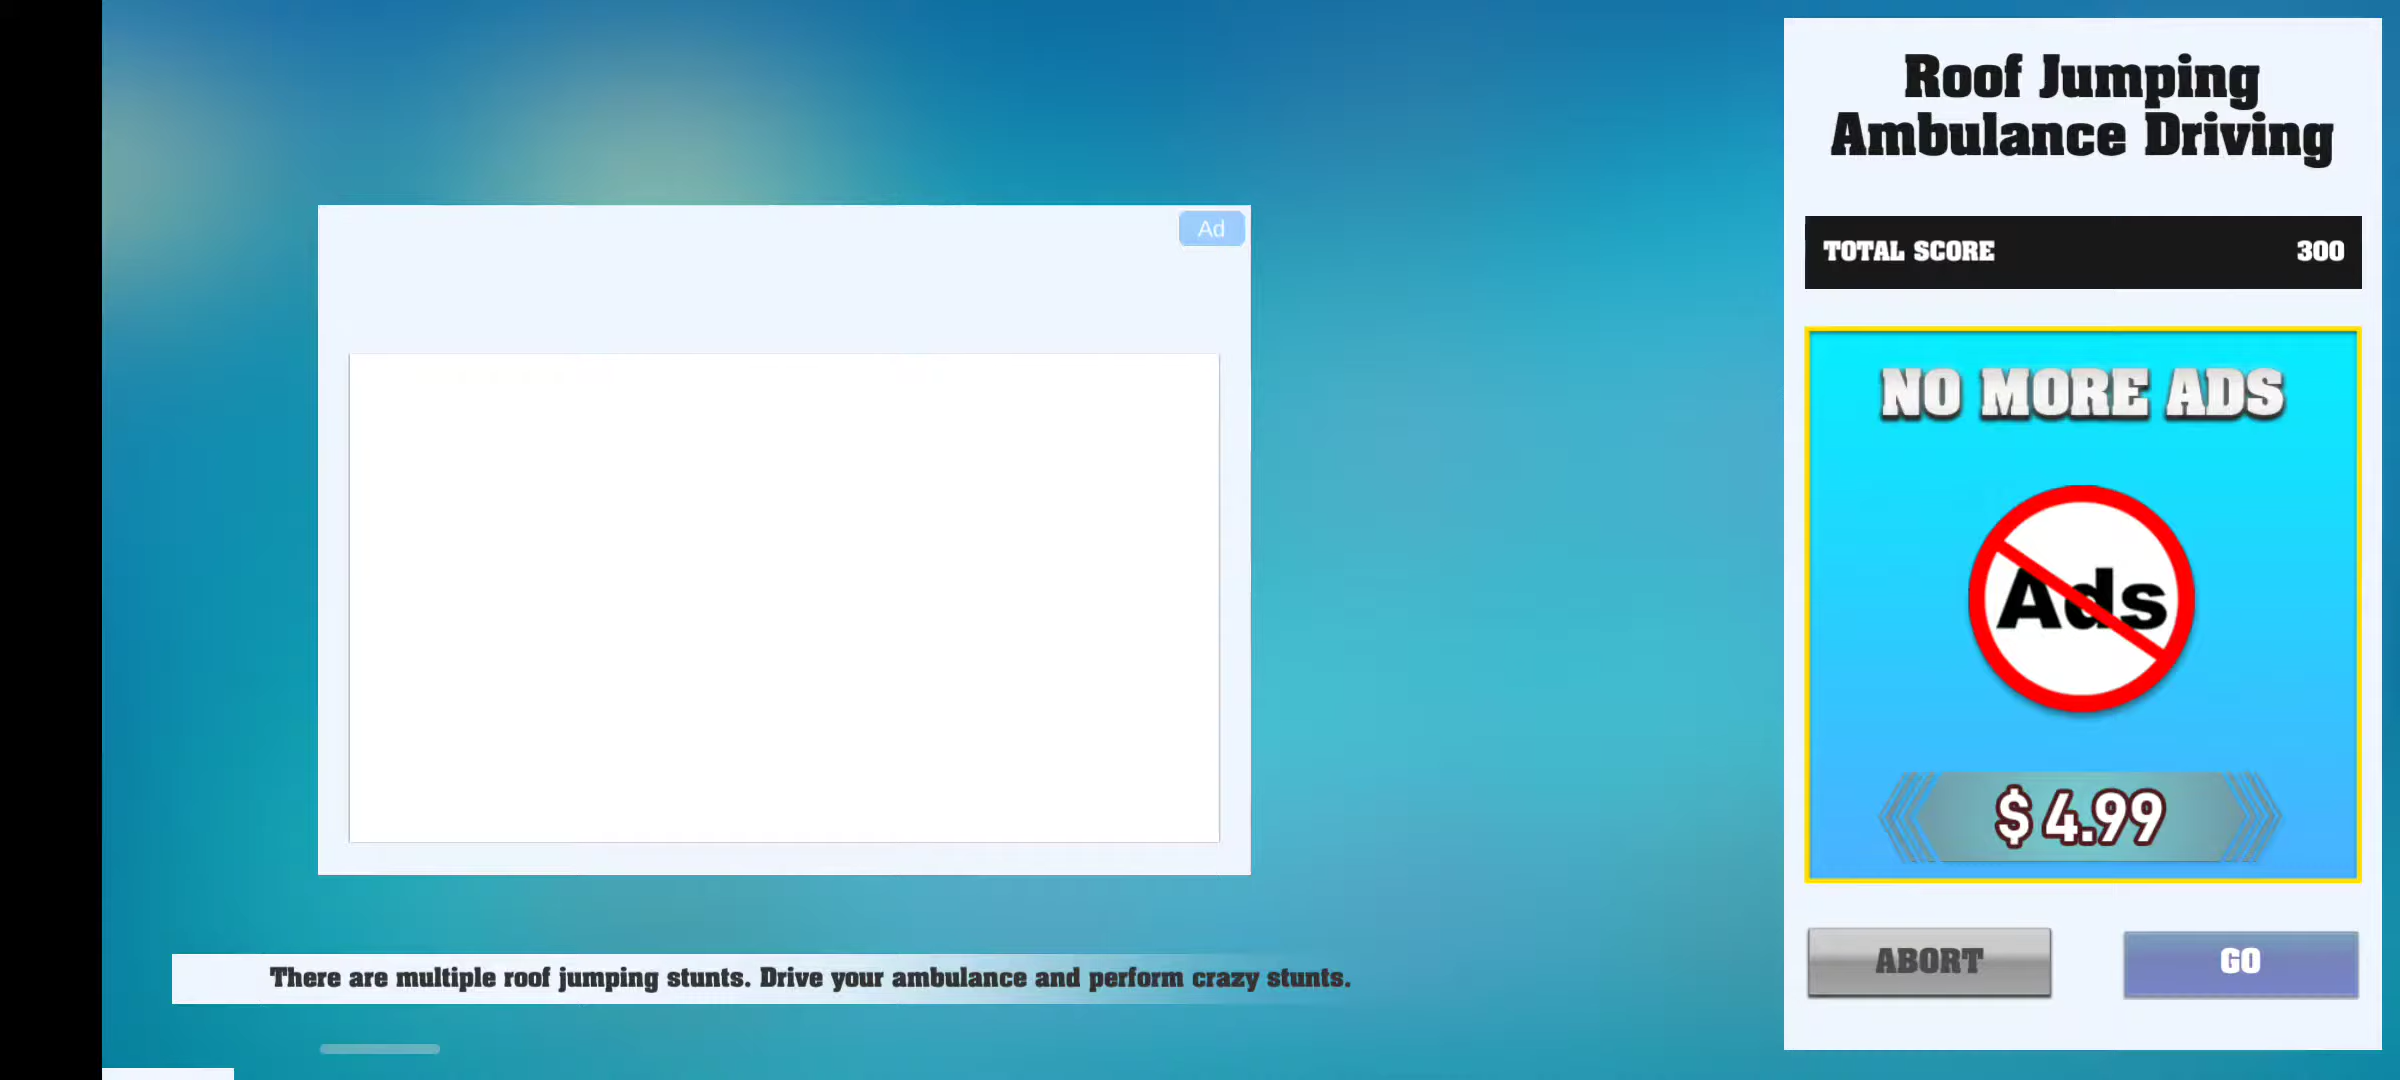 Ad
There are multiple roof jumping stunts. Drive your ambulance and perform crazy stunts.
Roof Jumping
Ambulance Driving
TOTAL SCORE 300
NO MORE ADS
Ads
$ 4.99
ABORT GO